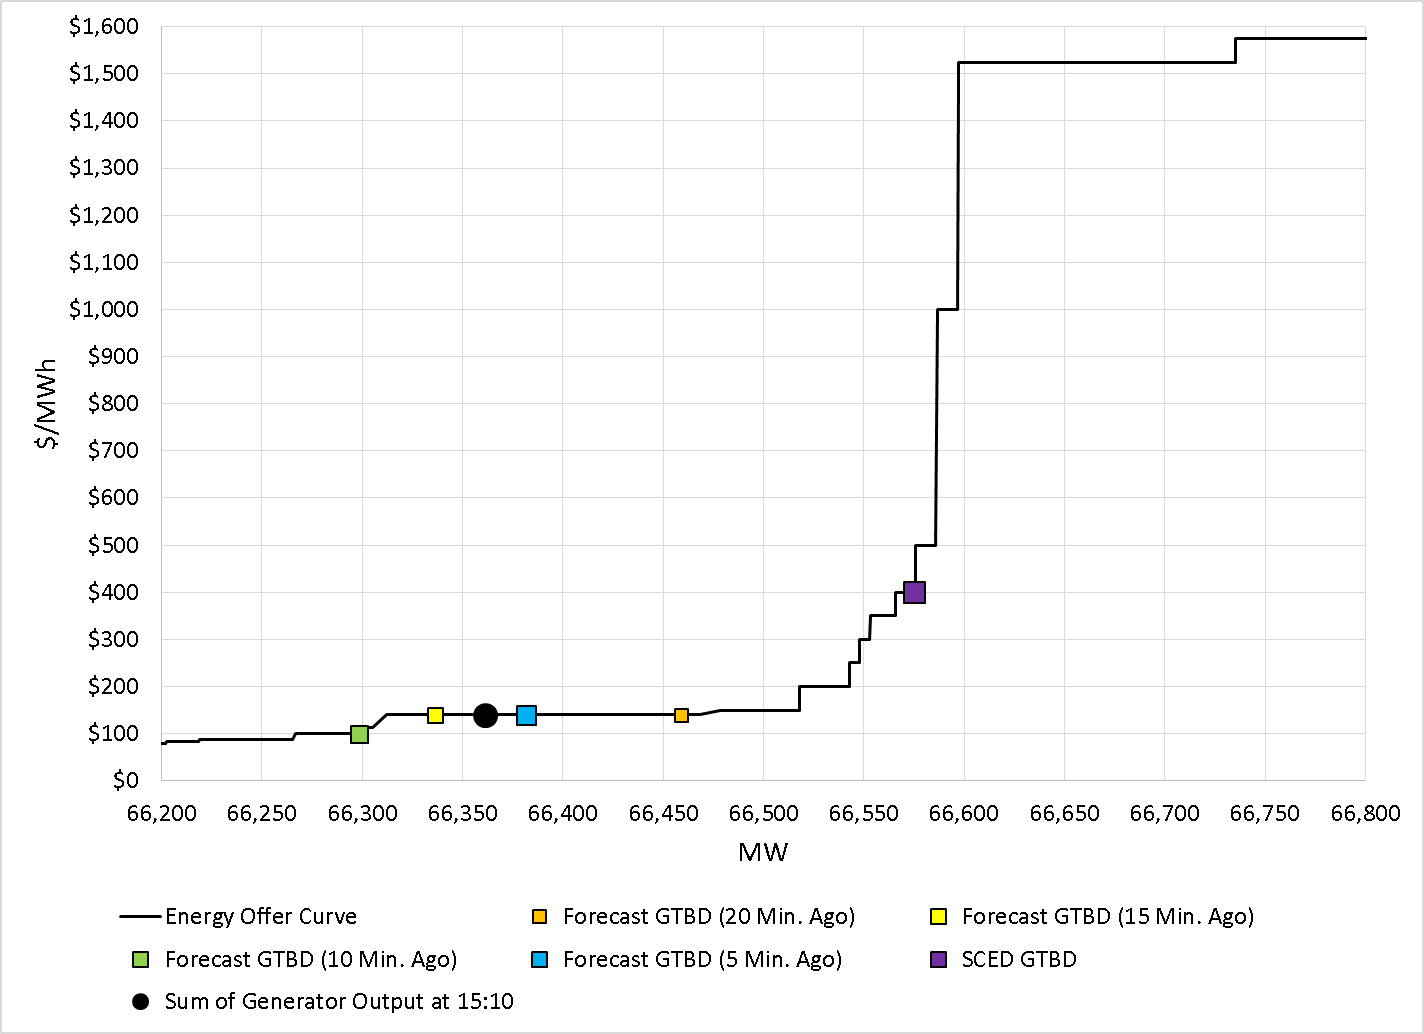 $1,600
$1,500
$1,400
$1,300
$1,200
$1,100
$1,000
$900
$800
$700
$600
$500
$400
$300
$200
$100
$0
$/MWh
66,200 66,250 66,300 66,350 66,400 66,450 66,500 66,550 66,600 66,650 66,700 66,750 66,800
MW
Energy Offer Curve Forecast GTBD (20 Min. Ago) Forecast GTBD (15 Min. Ago)
Forecast GTBD (10 Min. Ago) Forecast GTBD (5 Min. Ago) SCED GTBD
Sum of Generator Output at 15:10